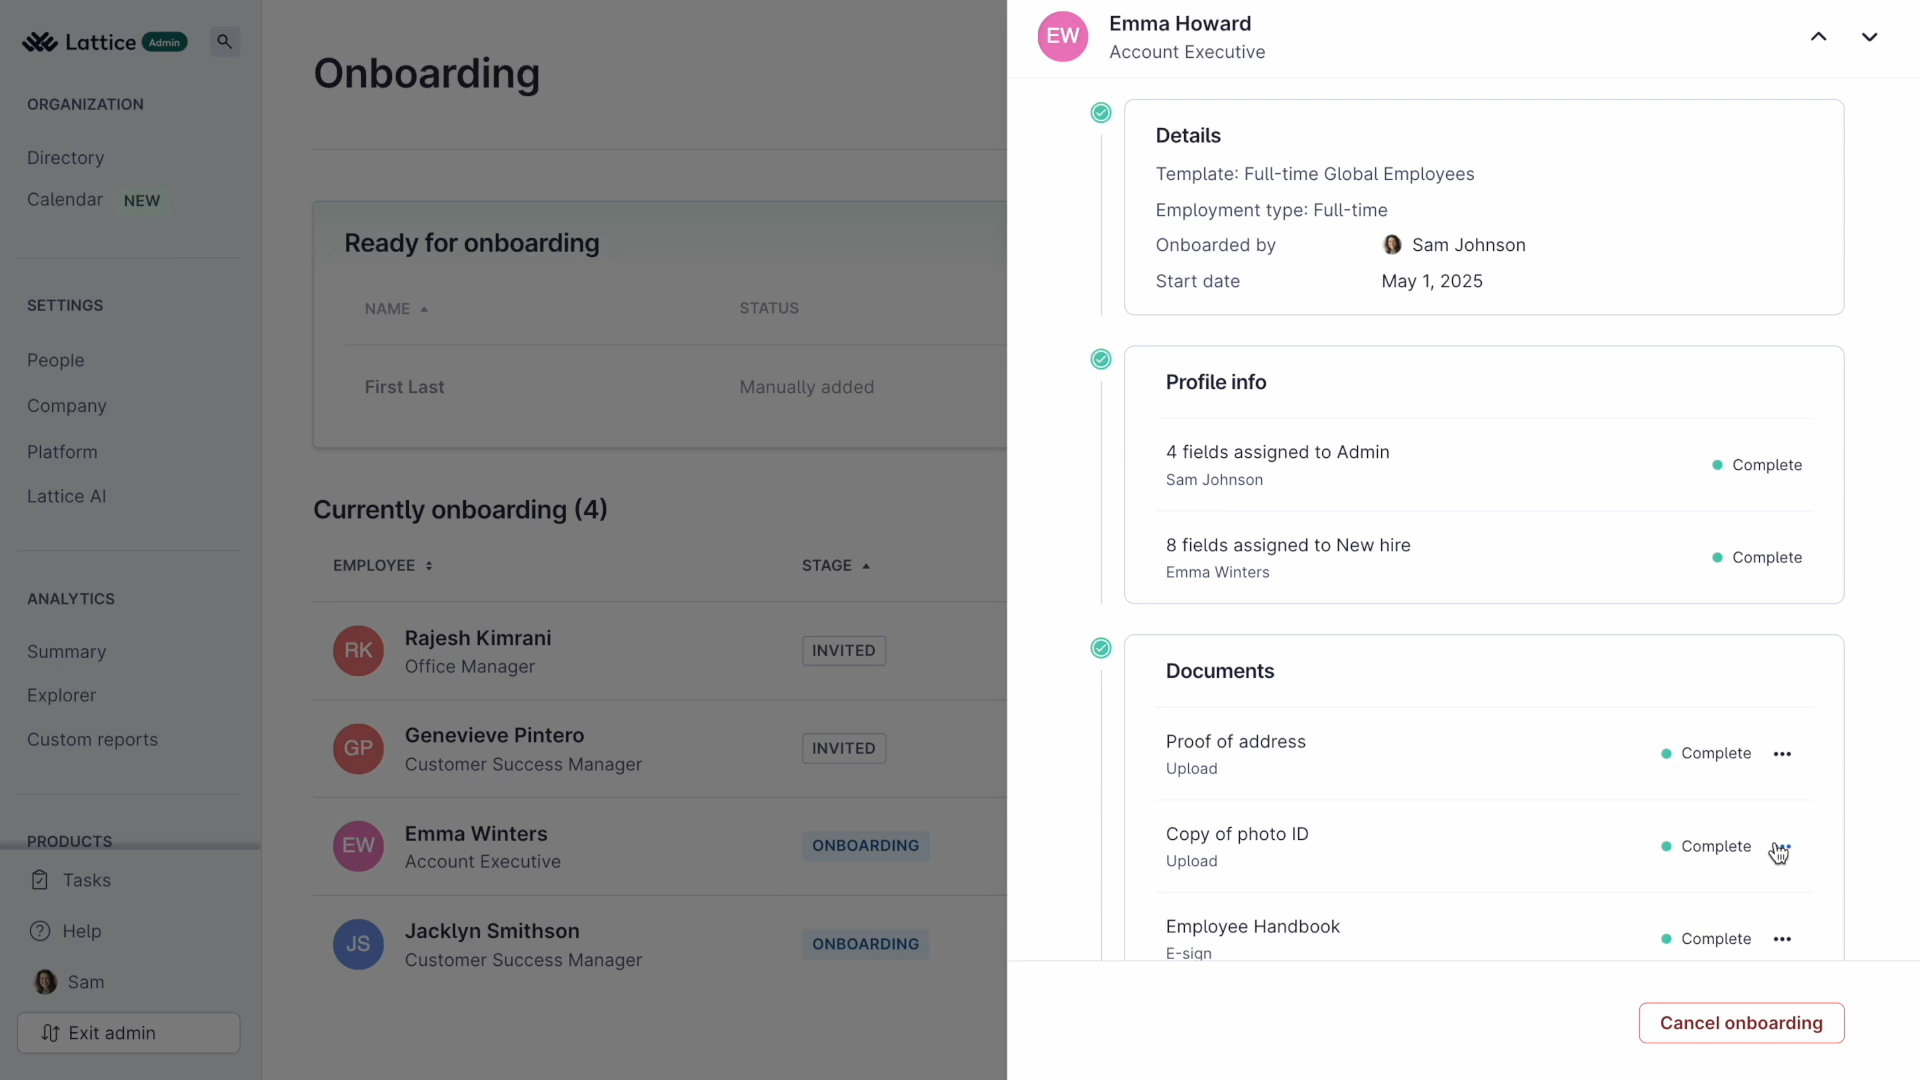 Lattice Admin
ORGANIZATION
Directory
Calendar NEW
SETTINGS
People
Company
Platform
Lattice AI
ANALYTICS
Summary
Explorer
Custom reports
PRODUCTS
Tasks
Help
Sam
Exit admin
Onboarding
Ready for onboarding
NAME STATUS
First Last Manually added
Currently onboarding (4)
EMPLOYEE STAGE
RK Rajesh Kimrani INVITED
Office Manager
GP Genevieve Pintero INVITED
Customer Success Manager
EW Emma Winters ONBOARDING
Account Executive
JS Jacklyn Smithson ONBOARDING
Customer Success Manager
EW Emma Howard
Account Executive
Details
Template: Full-time Global Employees
Employment type: Full-time
Onboarded by Sam Johnson
Start date May 1, 2025
Profile info
4 fields assigned to Admin
Sam Johnson
Complete
8 fields assigned to New hire
Emma Winters
Complete
Documents
Proof of address
Upload
Complete
Copy of photo ID
Upload
Complete
Employee Handbook
E-sign
Complete
Cancel onboarding